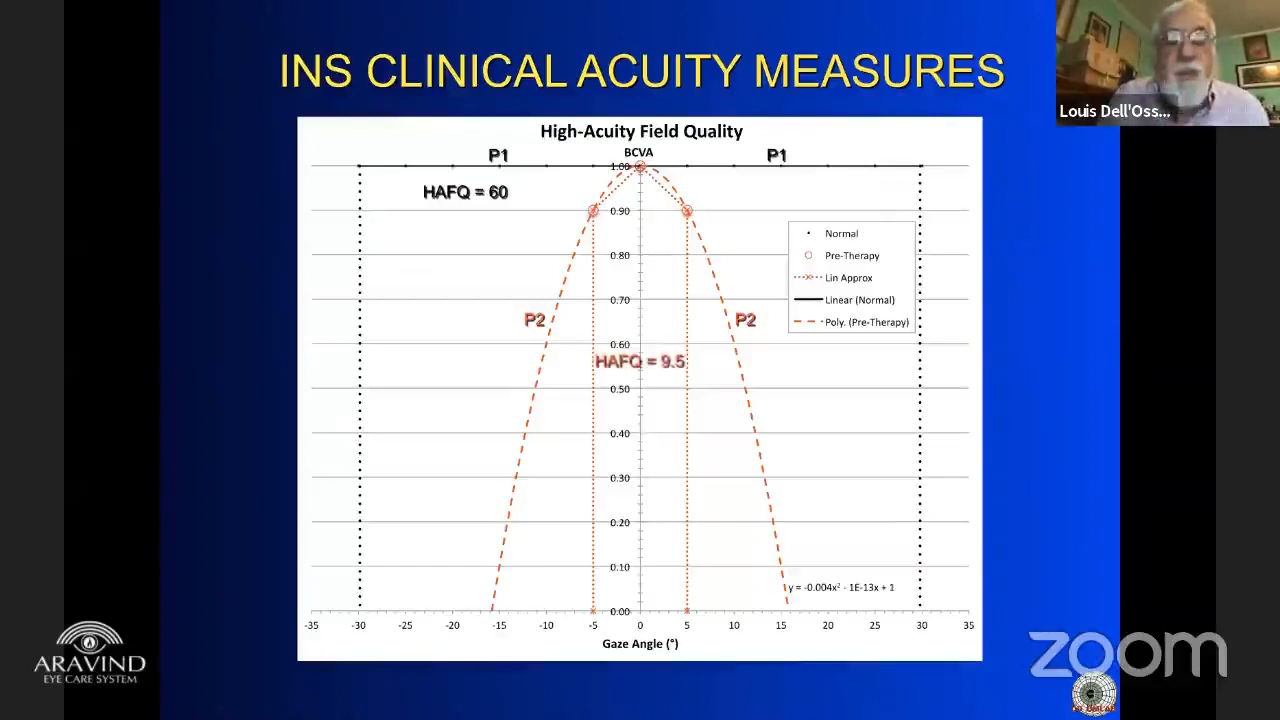 INS CLINICAL ACUITY MEASURES
Louis Dell'Oss...
High-Acuity Field Quality
BCVA
P1
P1
HAFQ = 60
1.00
0.90
0.80
0.70
0.60
0.50
0.40
0.30
0.20
0.10
0.00
Normal
Pre-Therapy
Lin Approx
Linear (Normal)
Poly. (Pre-Therapy)
P2
P2
HAFQ = 9.5
y = -0.004x² - 1E-13x + 1
-35 -30 -25 -20 -15 -10 -5 0 5 10 15 20 25 30 35
Gaze Angle (°)
ARAVIND
EYE CARE SYSTEM
zoom